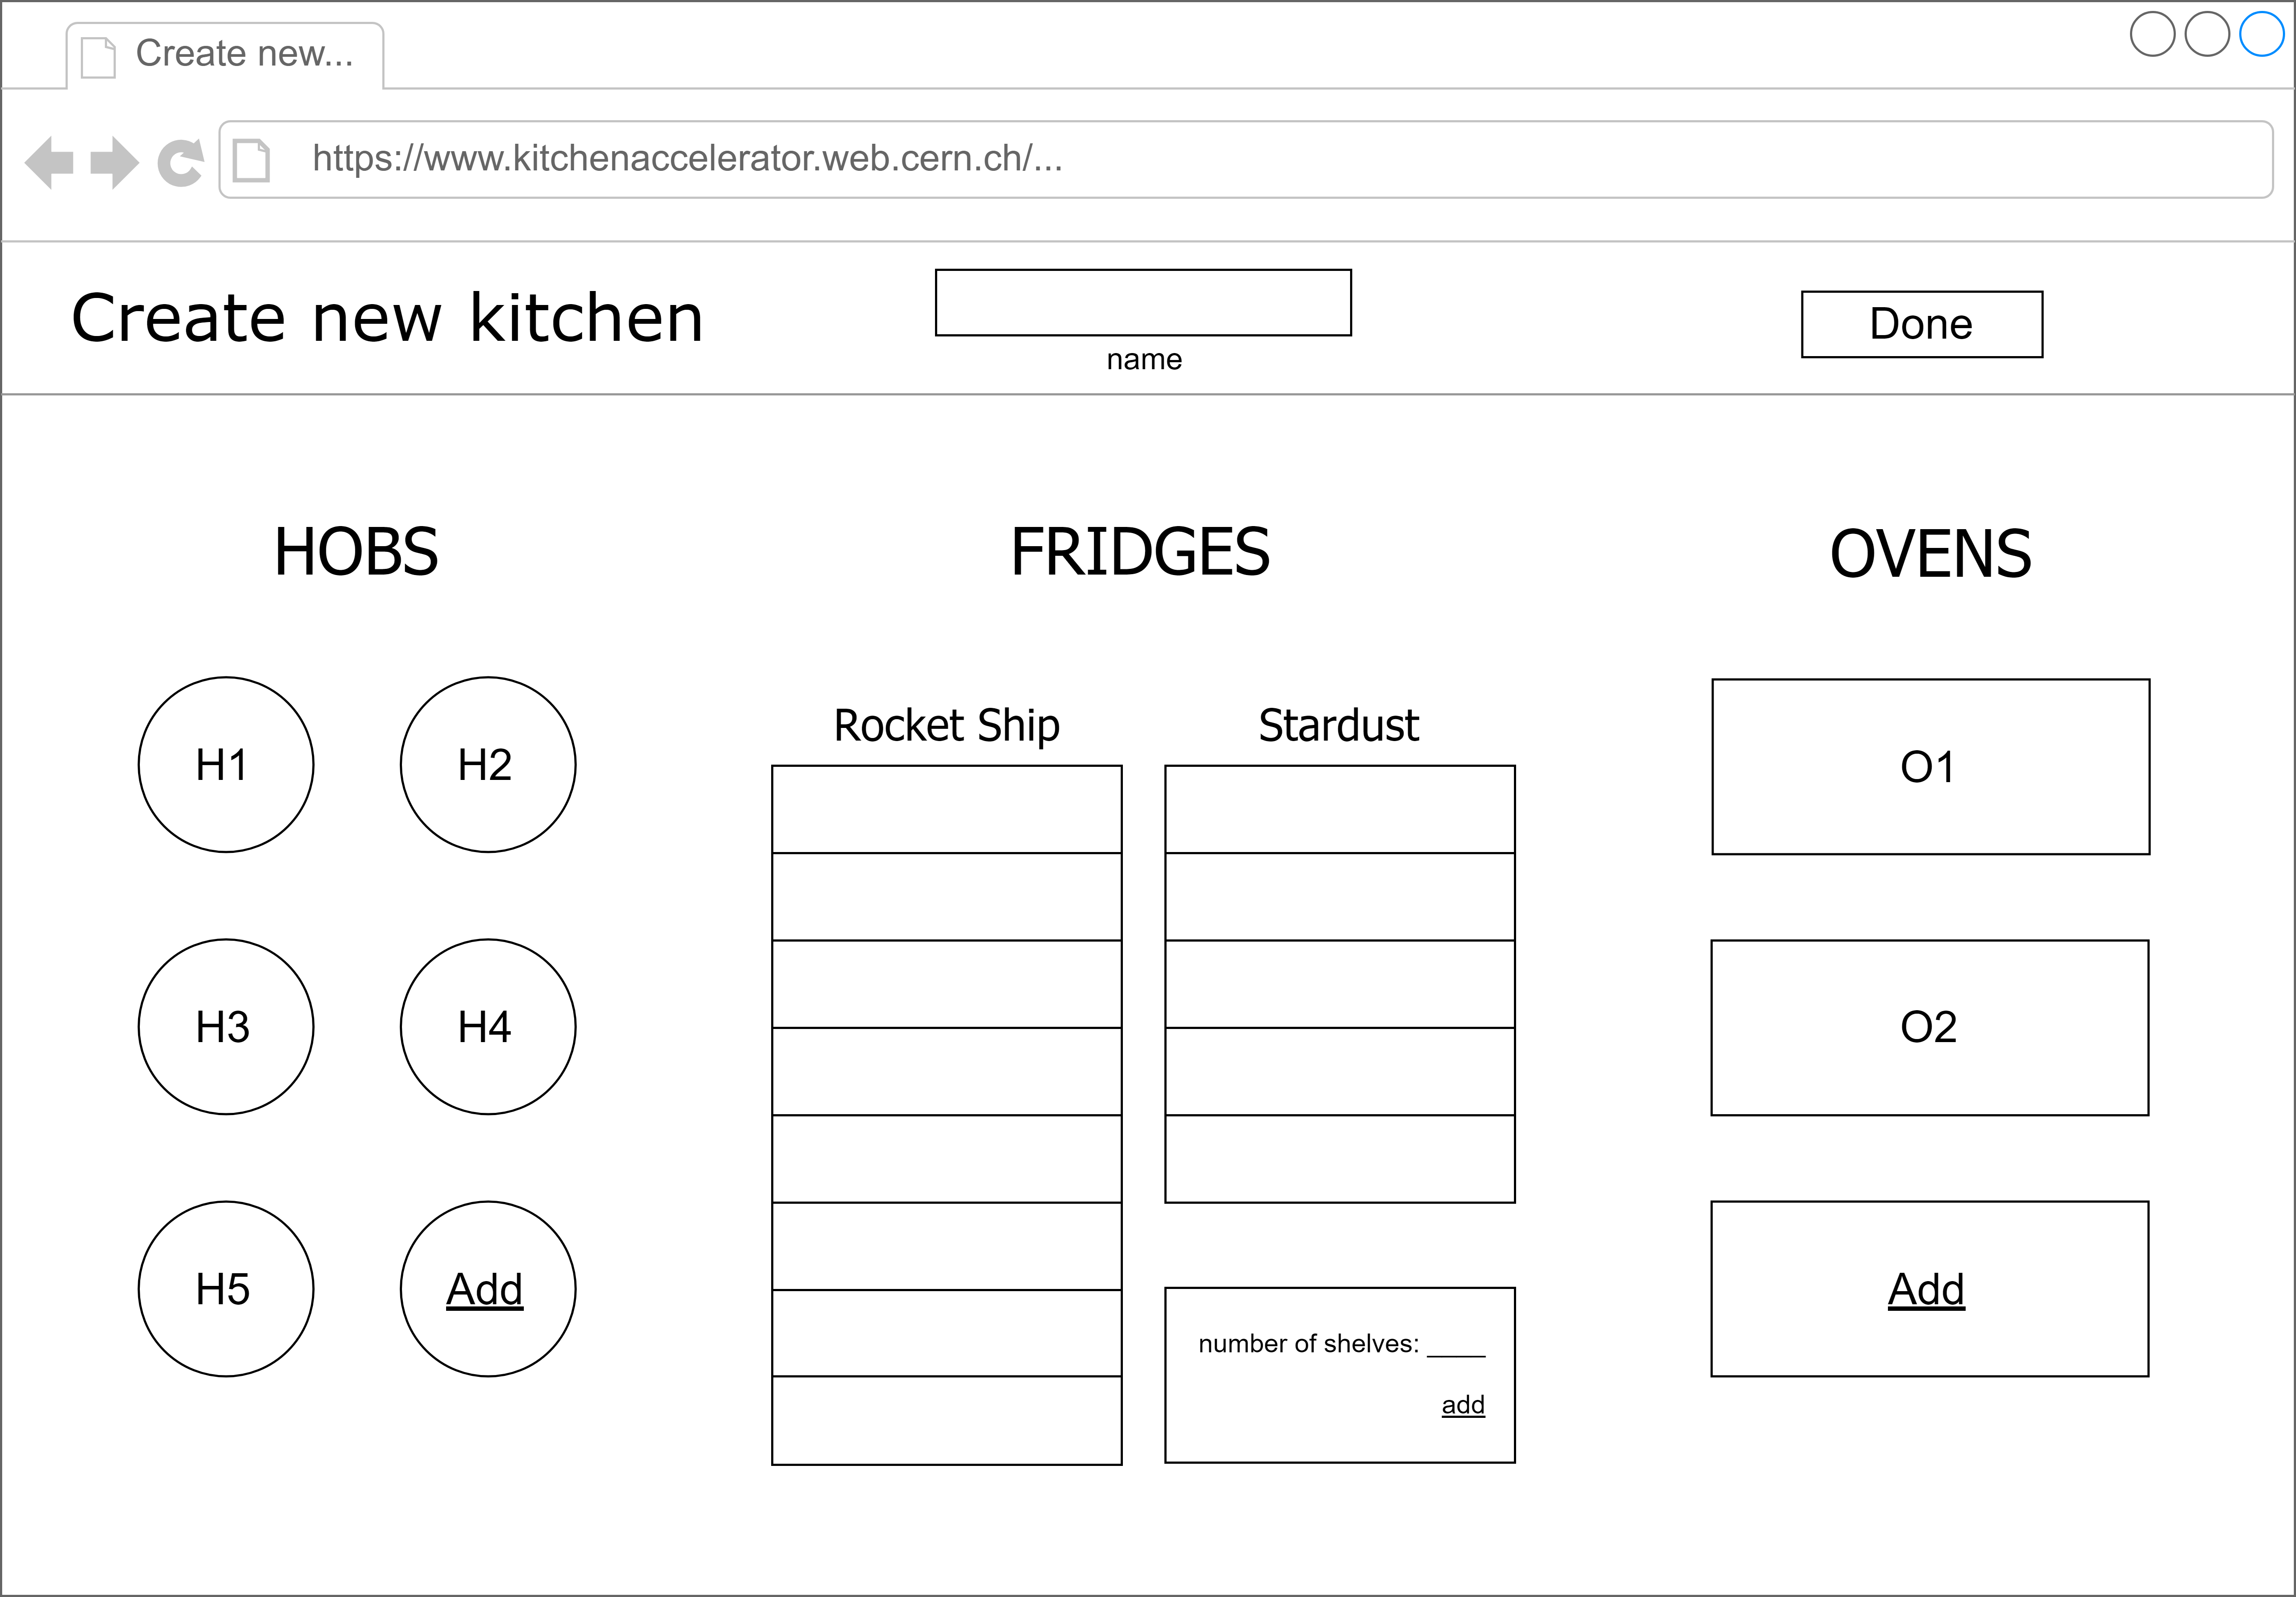 Create new...
https://www.kitchenaccelerator.web.cern.ch/...
Create new kitchen
name
Done
HOBS
FRIDGES
OVENS
H1
H2
H3
H4
H5
Add
Rocket Ship
Stardust
number of shelves: ____
add
O1
O2
Add